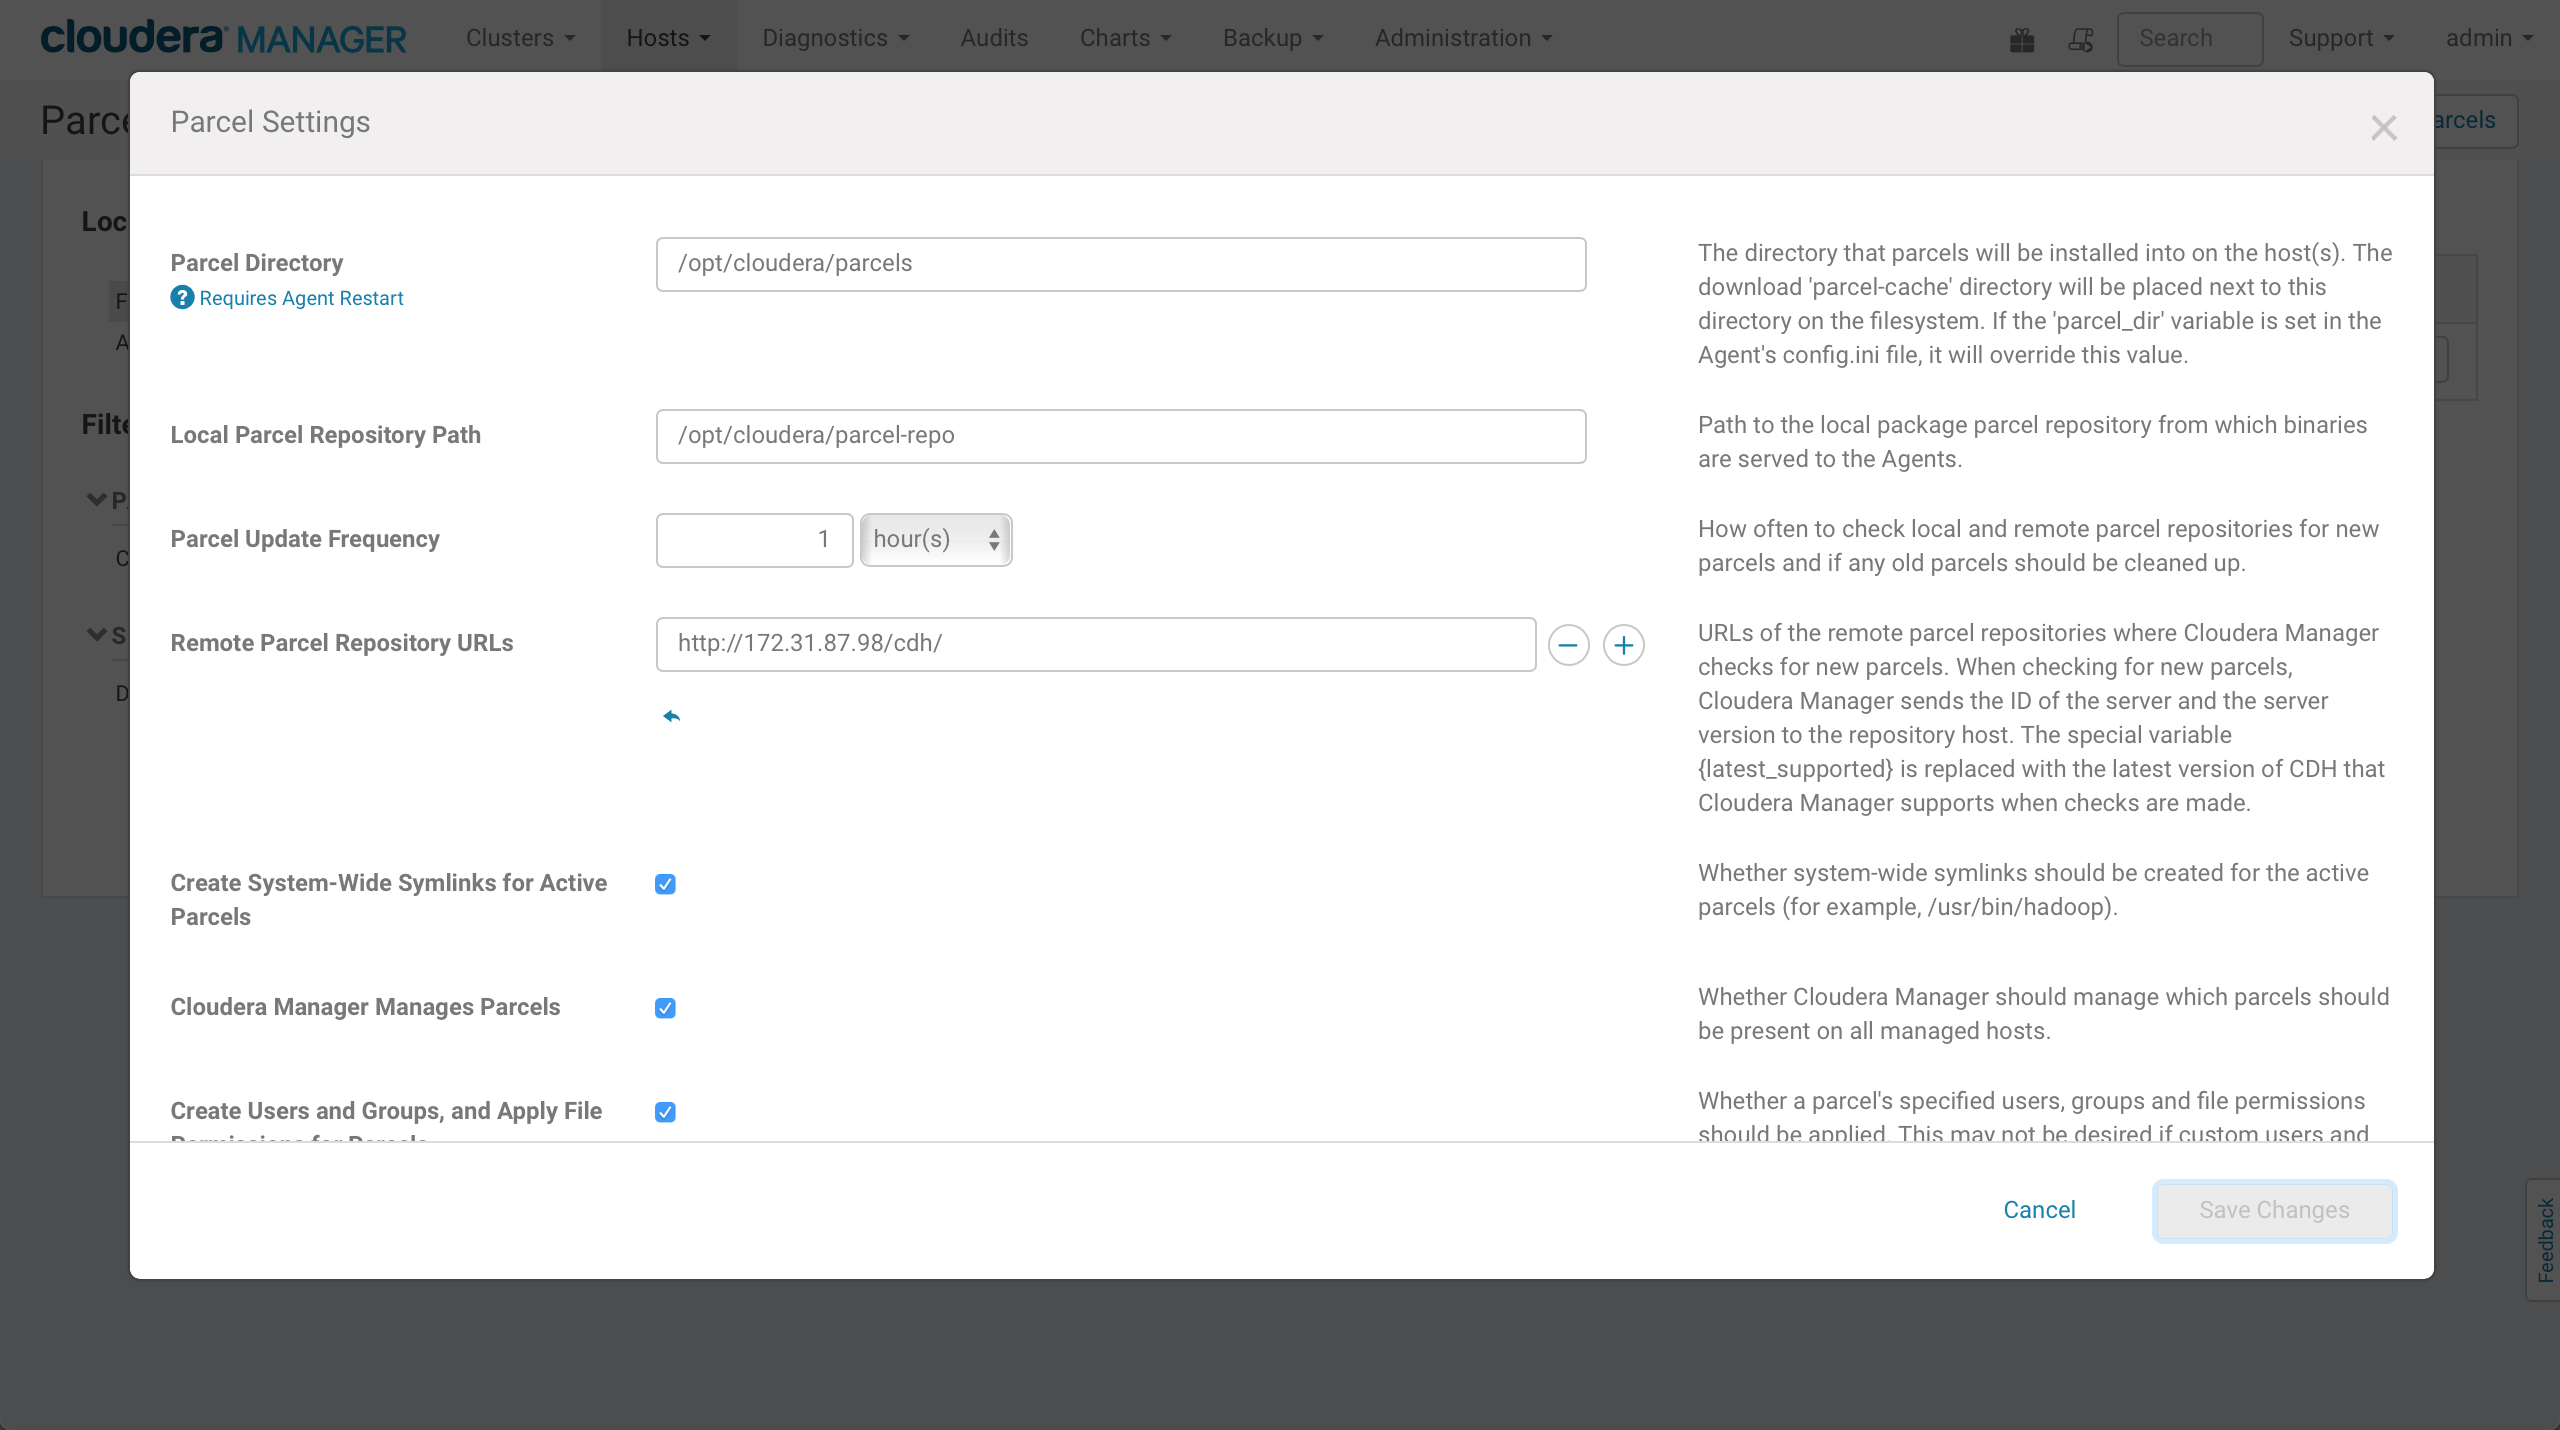 cloudera MANAGER Clusters Hosts Diagnostics Audits Charts Backup Administration Search Support admin
Parcel Settings
Parcel Directory
Requires Agent Restart
/opt/cloudera/parcels
The directory that parcels will be installed into on the host(s). The
download 'parcel-cache' directory will be placed next to this
directory on the filesystem. If the 'parcel_dir' variable is set in the
Agent's config.ini file, it will override this value.
Local Parcel Repository Path
/opt/cloudera/parcel-repo
Path to the local package parcel repository from which binaries
are served to the Agents.
Parcel Update Frequency
1 hour(s)
How often to check local and remote parcel repositories for new
parcels and if any old parcels should be cleaned up.
Remote Parcel Repository URLs
http://172.31.87.98/cdh/
URLs of the remote parcel repositories where Cloudera Manager
checks for new parcels. When checking for new parcels,
Cloudera Manager sends the ID of the server and the server
version to the repository host. The special variable
{latest_supported} is replaced with the latest version of CDH that
Cloudera Manager supports when checks are made.
Create System-Wide Symlinks for Active
Parcels
Whether system-wide symlinks should be created for the active
parcels (for example, /usr/bin/hadoop).
Cloudera Manager Manages Parcels
Whether Cloudera Manager should manage which parcels should
be present on all managed hosts.
Create Users and Groups, and Apply File
Permissions for Parcels
Whether a parcel's specified users, groups and file permissions
should be applied. This may not be desired if custom users and
Cancel
Save Changes
Feedback